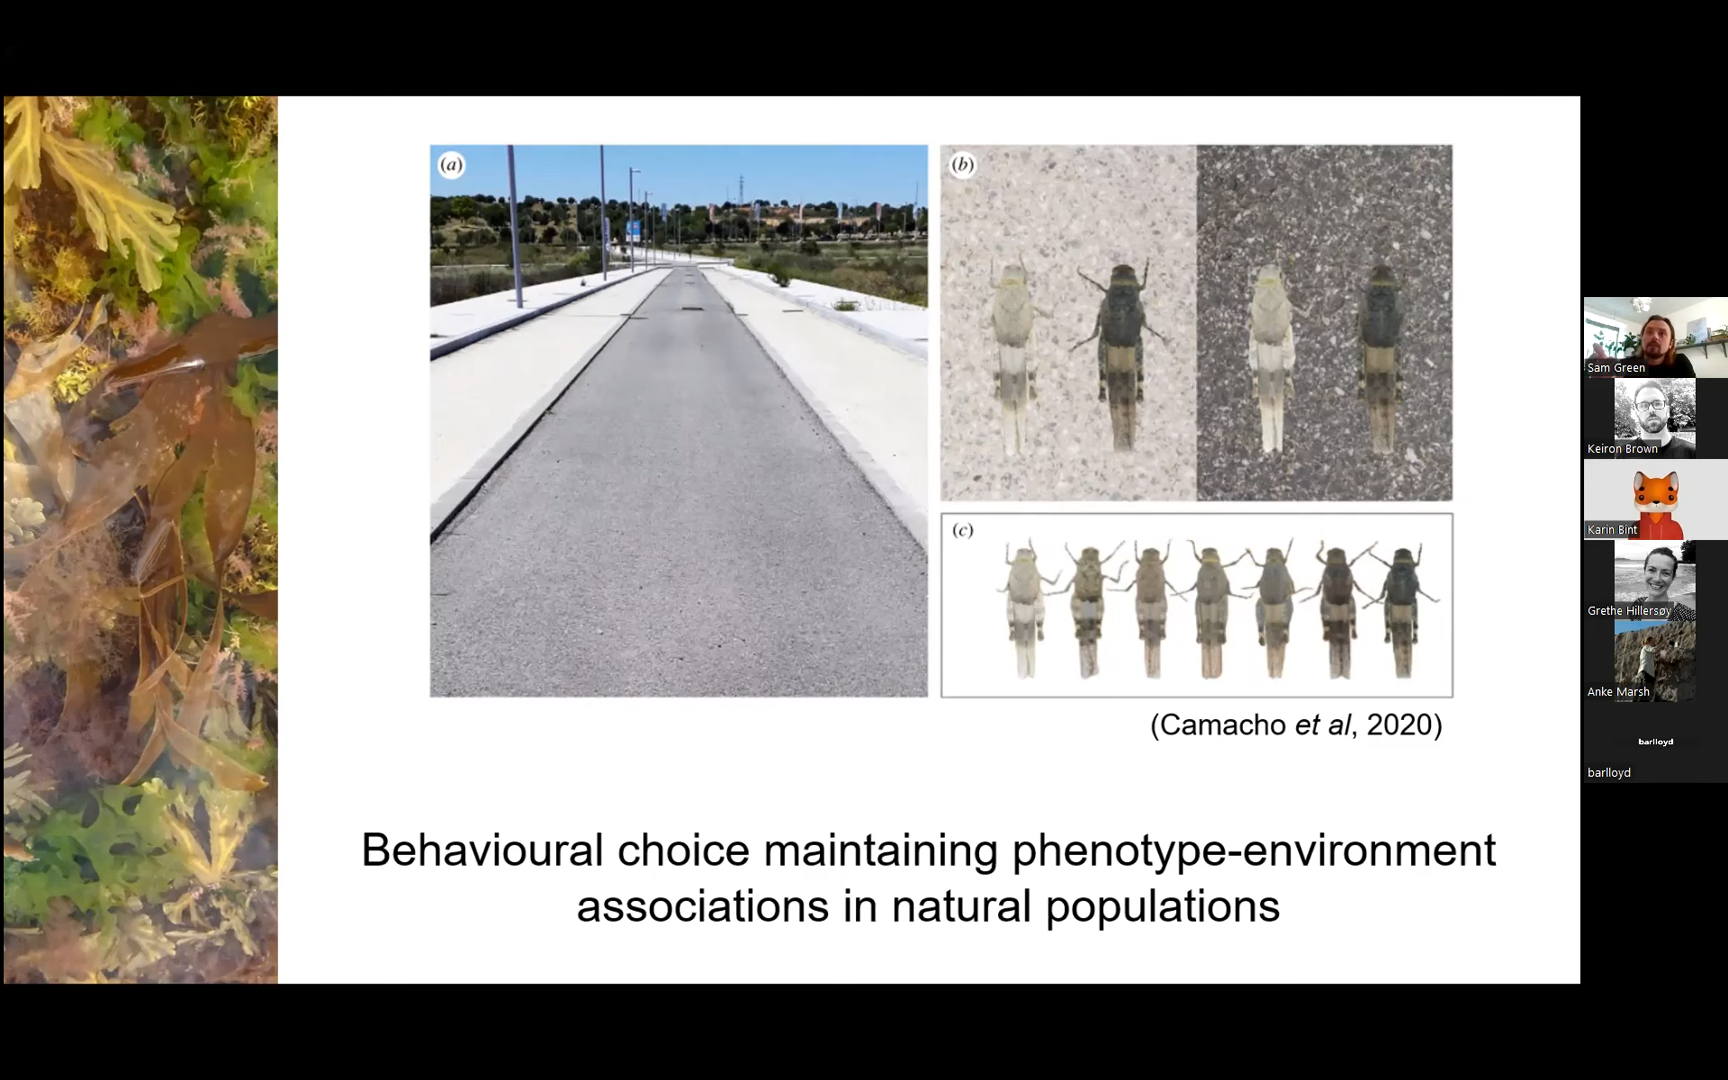 (a)
(b)
(c)
(Camacho et al, 2020)
Behavioural choice maintaining phenotype-environment
associations in natural populations
Sam Green
Keiron Brown
Karin Bint
Grethe Hillersøy
Anke Marsh
barlloyd
barlloyd